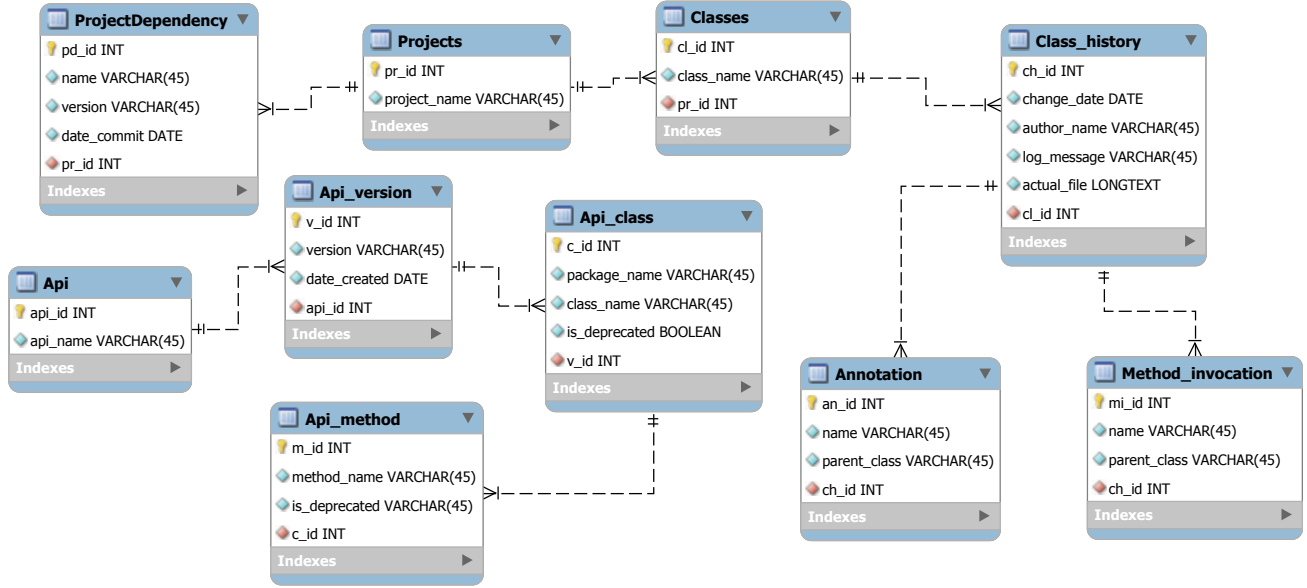 ProjectDependency
pd_id INT
name VARCHAR(45)
version VARCHAR(45)
date_commit DATE
pr_id INT
Indexes
Projects
pr_id INT
project_name VARCHAR(45)
Indexes
Classes
cl_id INT
class_name VARCHAR(45)
pr_id INT
Indexes
Class_history
ch_id INT
change_date DATE
author_name VARCHAR(45)
log_message VARCHAR(45)
actual_file LONGTEXT
cl_id INT
Indexes
Api
api_id INT
api_name VARCHAR(45)
Indexes
Api_version
v_id INT
version VARCHAR(45)
date_created DATE
api_id INT
Indexes
Api_class
c_id INT
package_name VARCHAR(45)
class_name VARCHAR(45)
is_deprecated BOOLEAN
v_id INT
Indexes
Api_method
m_id INT
method_name VARCHAR(45)
is_deprecated VARCHAR(45)
c_id INT
Indexes
Annotation
an_id INT
name VARCHAR(45)
parent_class VARCHAR(45)
ch_id INT
Indexes
Method_invocation
mi_id INT
name VARCHAR(45)
parent_class VARCHAR(45)
ch_id INT
Indexes